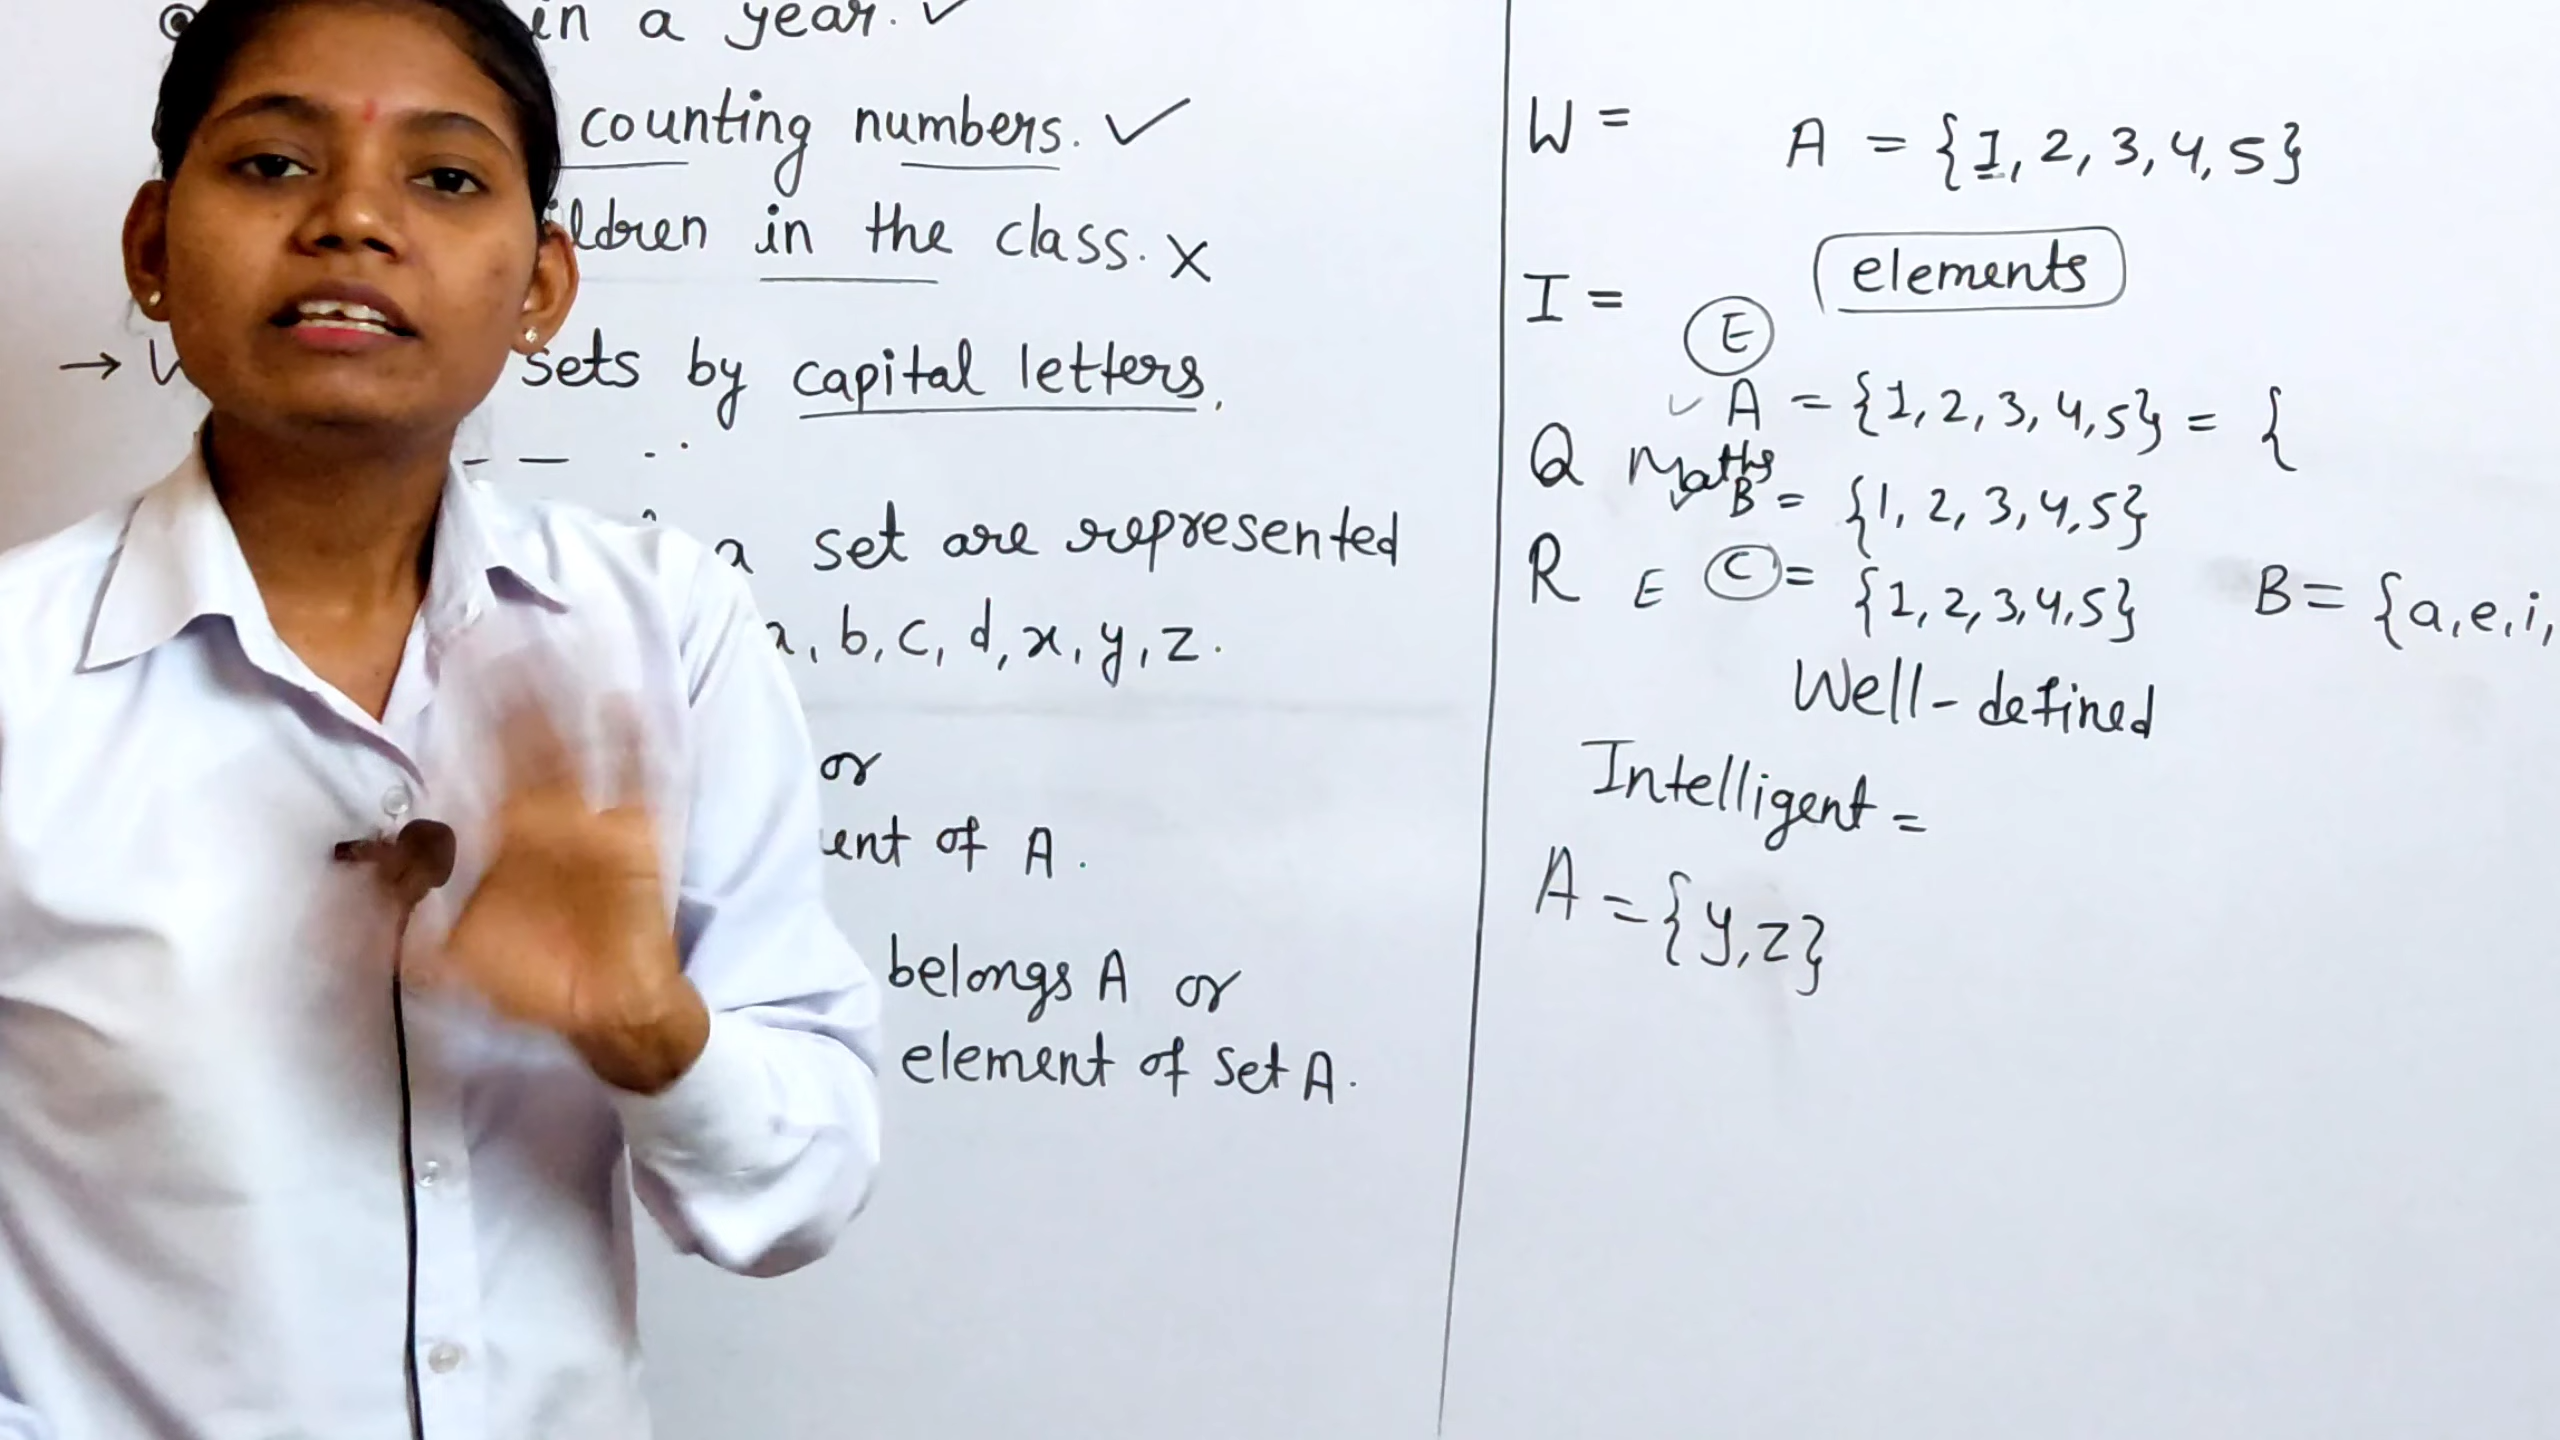 in a year. ✓
counting numbers. ✓
ildren in the class. X
→ sets by capital letters.
a set are represented
a, b, c, d, x, y, z.
or
ent of A.
belongs A or
element of Set A.
W =
A = {1, 2, 3, 4, 5}
elements
I =
E
✓ A = {1, 2, 3, 4, 5} = {
Q Maths
✓ B = {1, 2, 3, 4, 5}
R E C = {1, 2, 3, 4, 5}
B = {a, e, i,
Well-defined
Intelligent =
A = {y, z}